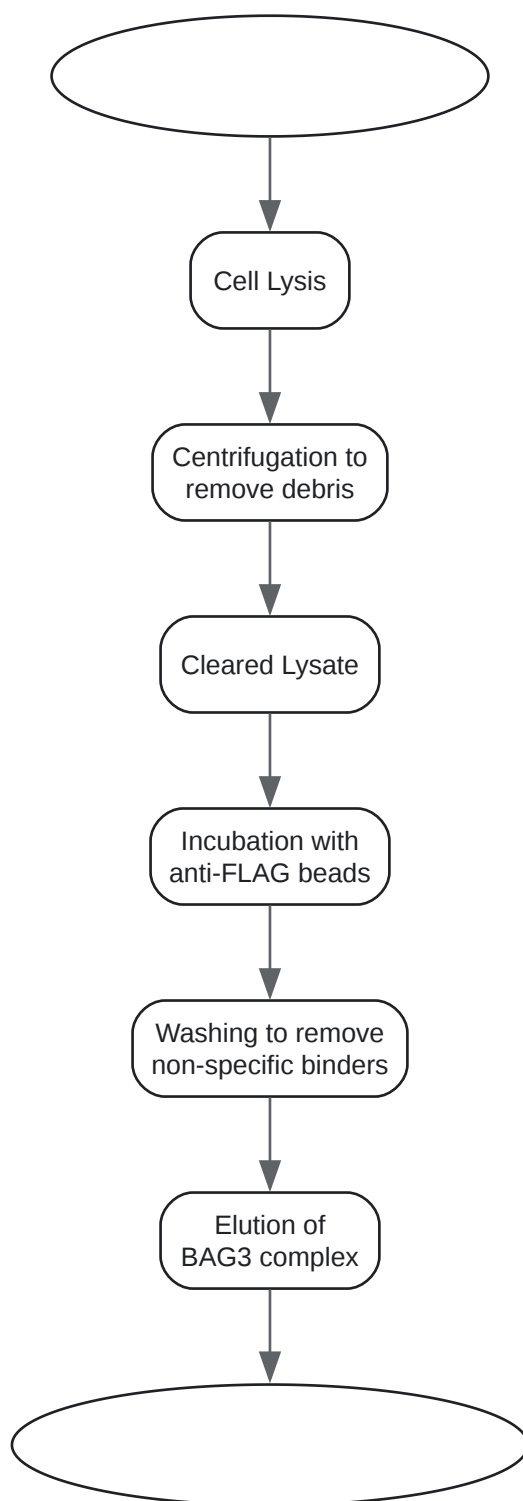 Cell Lysis
Centrifugation to
remove debris
Cleared Lysate
Incubation with
anti-FLAG beads
Washing to remove
non-specific binders
Elution of
BAG3 complex